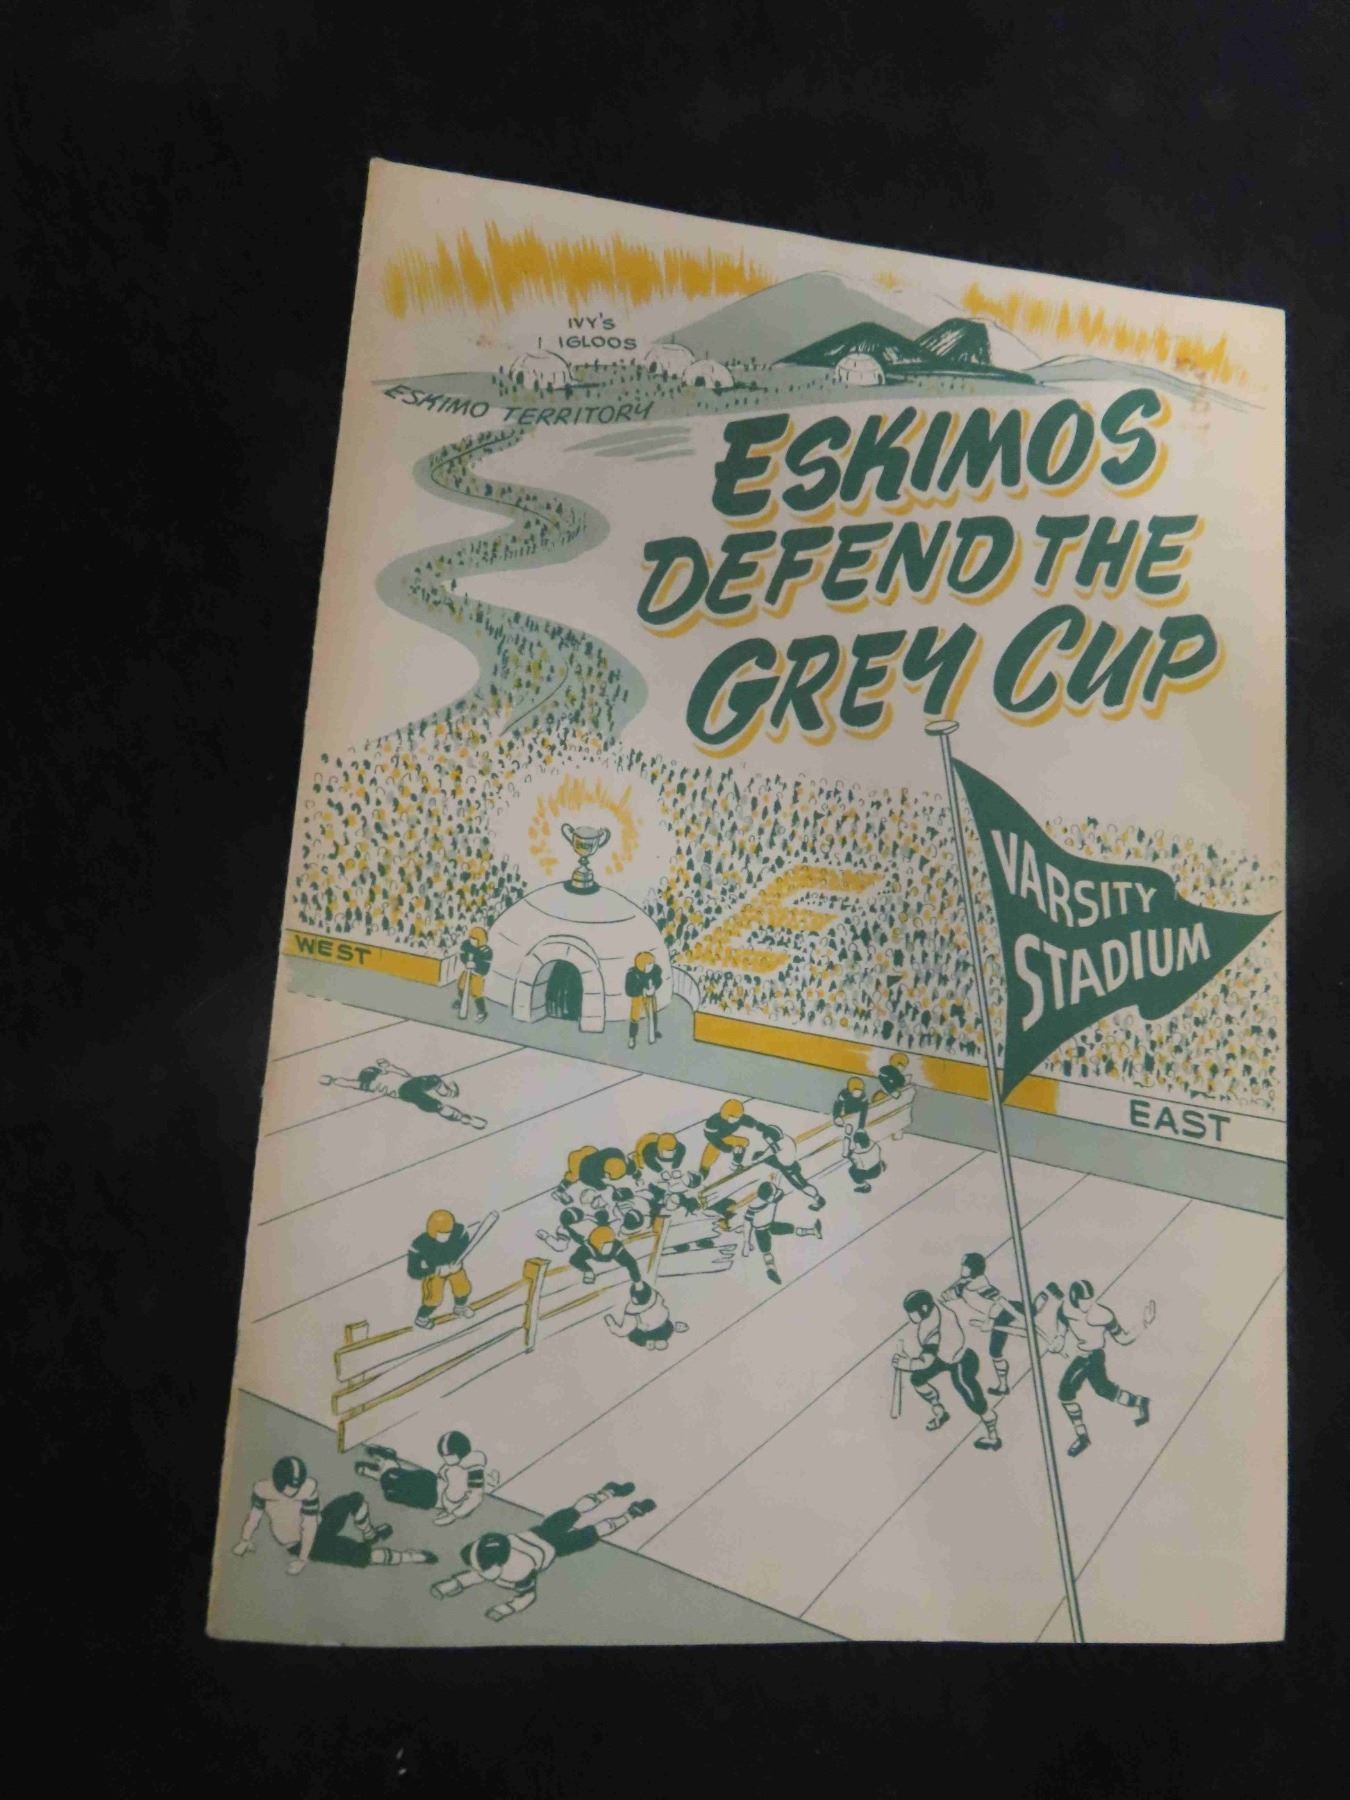 IVY'S
IGLOOS
ESKIMO TERRITORY
ESKIMOS
DEFEND THE
GREY CUP
VARSITY
STADIUM
E
WEST
EAST